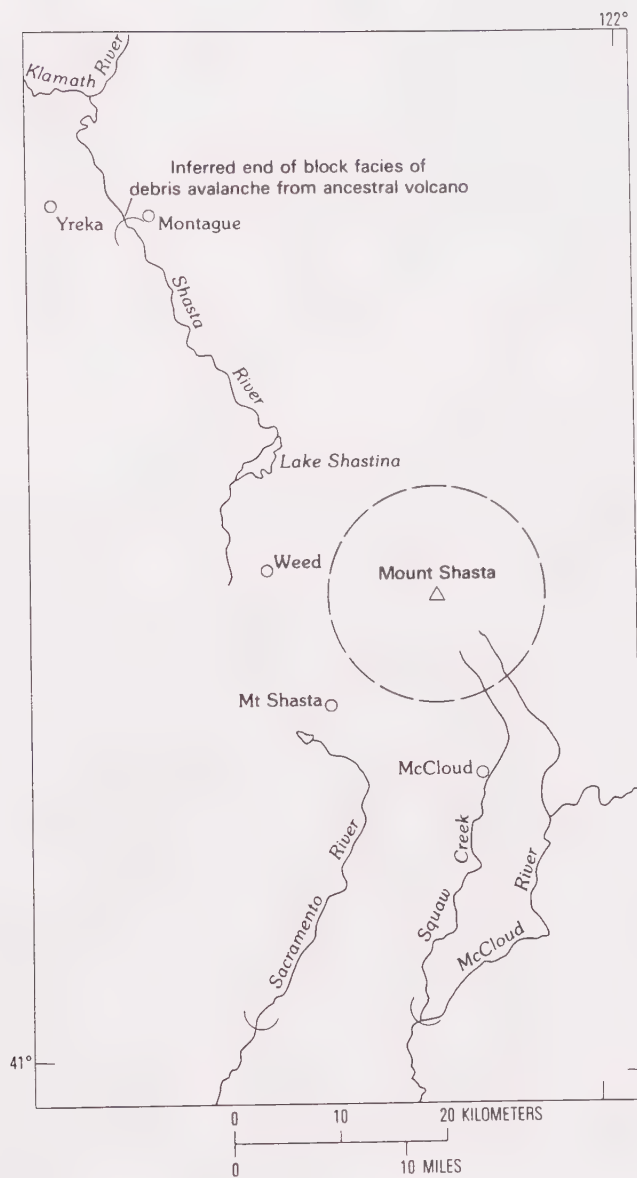 122°
Klamath River
Inferred end of block facies of
debris avalanche from ancestral volcano
Yreka
Montague
Shasta River
Lake Shastina
Weed
Mount Shasta
Mt Shasta
McCloud
Sacramento River
Squaw Creek
McCloud River
41°
0 10 20 KILOMETERS
0 10 MILES